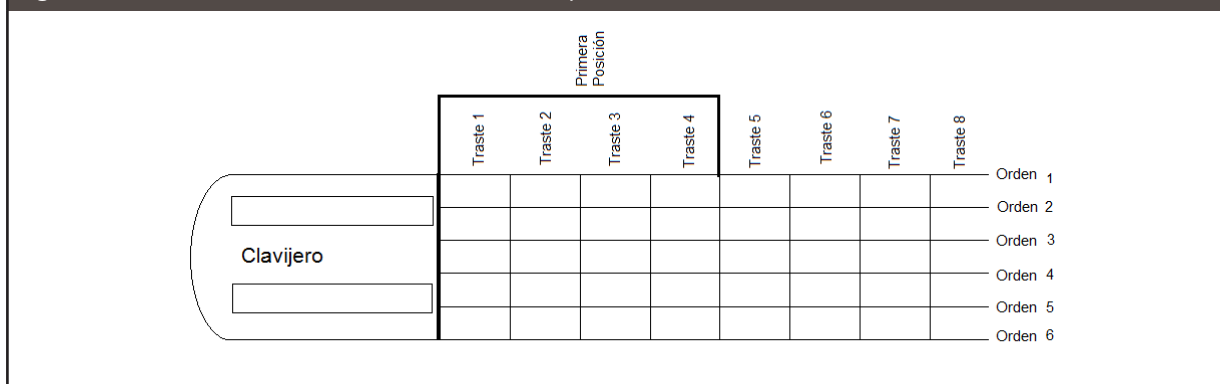 Primera
Posición
Traste 1
Traste 2
Traste 3
Traste 4
Traste 5
Traste 6
Traste 7
Traste 8
Orden 1
Orden 2
Clavijero
Orden 3
Orden 4
Orden 5
Orden 6